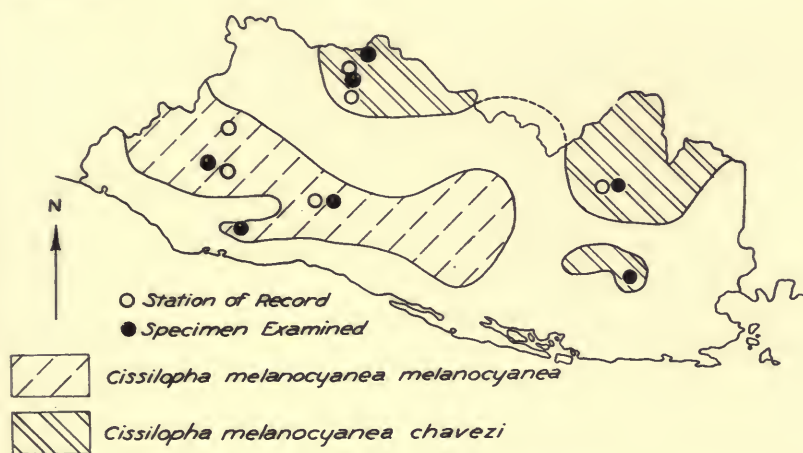 N
Station of Record
Specimen Examined
Cissilopha melanocyanea melanocyanea
Cissilopha melanocyanea chavezi